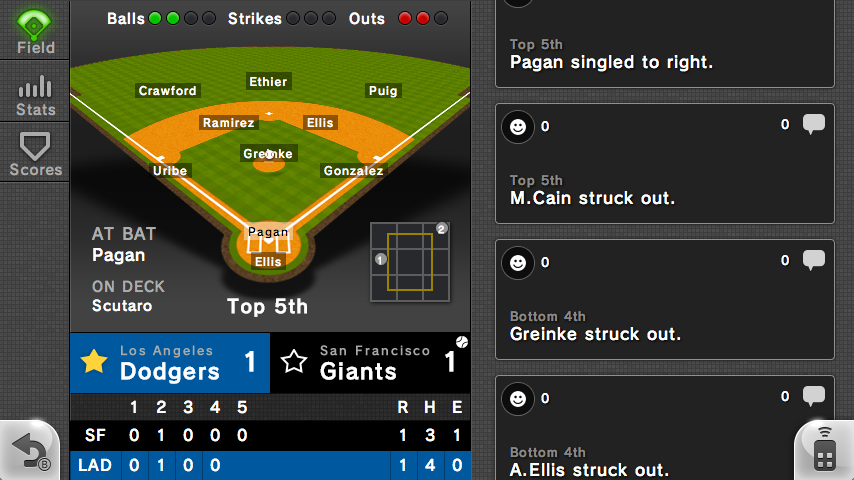 Field
Stats
Scores
Balls Strikes Outs
Crawford
Ethier
Puig
Ramirez
Ellis
Greinke
Uribe
Gonzalez
Pagan
Ellis
AT BAT
Pagan
ON DECK
Scutaro
Top 5th
1
2
Los Angeles
Dodgers 1
San Francisco
Giants 1
1 2 3 4 5 R H E
SF 0 1 0 0 0 1 3 1
LAD 0 1 0 0 1 4 0
Top 5th
Pagan singled to right.
0 0
Top 5th
M.Cain struck out.
0 0
Bottom 4th
Greinke struck out.
0 0
Bottom 4th
A.Ellis struck out.
B